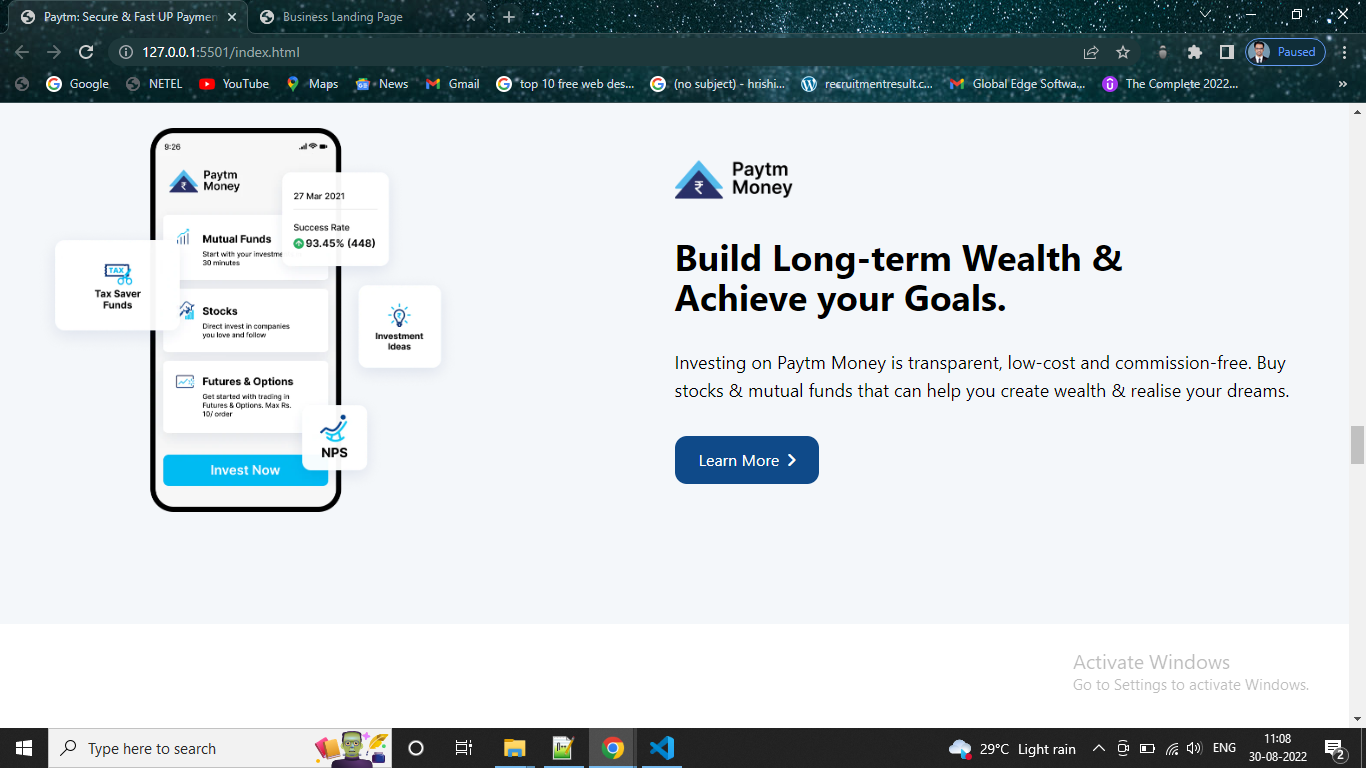 Paytm: Secure & Fast UP Paymen
Business Landing Page
127.0.0.1:5501/index.html
Paused
Google
NETEL
YouTube
Maps
News
Gmail
top 10 free web des...
(no subject) - hrishi...
recruitmentresult.c...
Global Edge Softwa...
The Complete 2022...
»
9:26
Paytm
Money
27 Mar 2021
Success Rate
93.45% (448)
Mutual Funds
Start with your investme
30 minutes
TAX
Tax Saver
Funds
Stocks
Direct invest in companies
you love and follow
Investment
Ideas
Futures & Options
Get started with trading in
Futures & Options. Max Rs.
10/ order
NPS
Invest Now
Paytm
Money
Build Long-term Wealth &
Achieve your Goals.
Investing on Paytm Money is transparent, low-cost and commission-free. Buy
stocks & mutual funds that can help you create wealth & realise your dreams.
Learn More
Activate Windows
Go to Settings to activate Windows.
Type here to search
29°C Light rain
ENG
11:08
30-08-2022
2